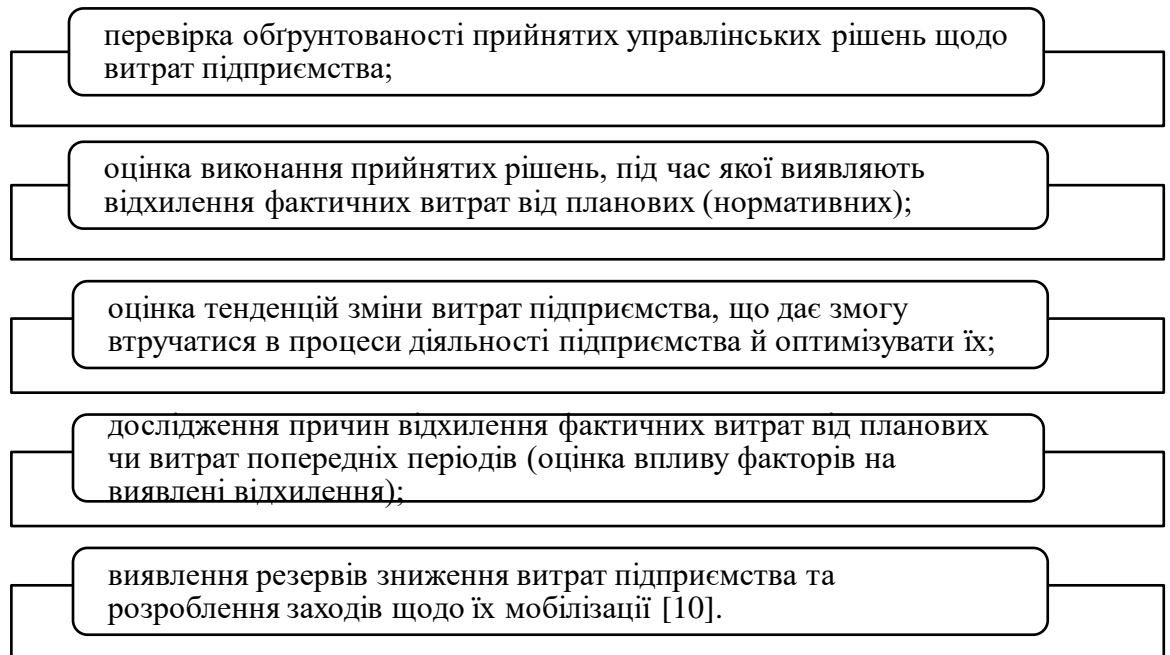 перевірка обґрунтованості прийнятих управлінських рішень щодо
витрат підприємства;
оцінка виконання прийнятих рішень, під час якої виявляють
відхилення фактичних витрат від планових (нормативних);
оцінка тенденцій зміни витрат підприємства, що дає змогу
втручатися в процеси діяльності підприємства й оптимізувати їх;
дослідження причин відхилення фактичних витрат від планових
чи витрат попередніх періодів (оцінка впливу факторів на
виявлені відхилення);
виявлення резервів зниження витрат підприємства та
розроблення заходів щодо їх мобілізації [10].